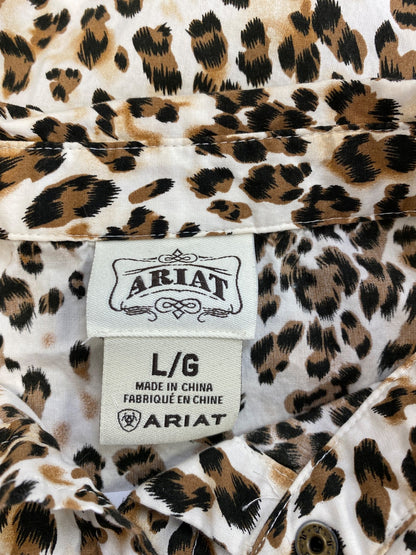 ARIAT
L/G
MADE IN CHINA
FABRIQUÉ EN CHINE
ARIAT